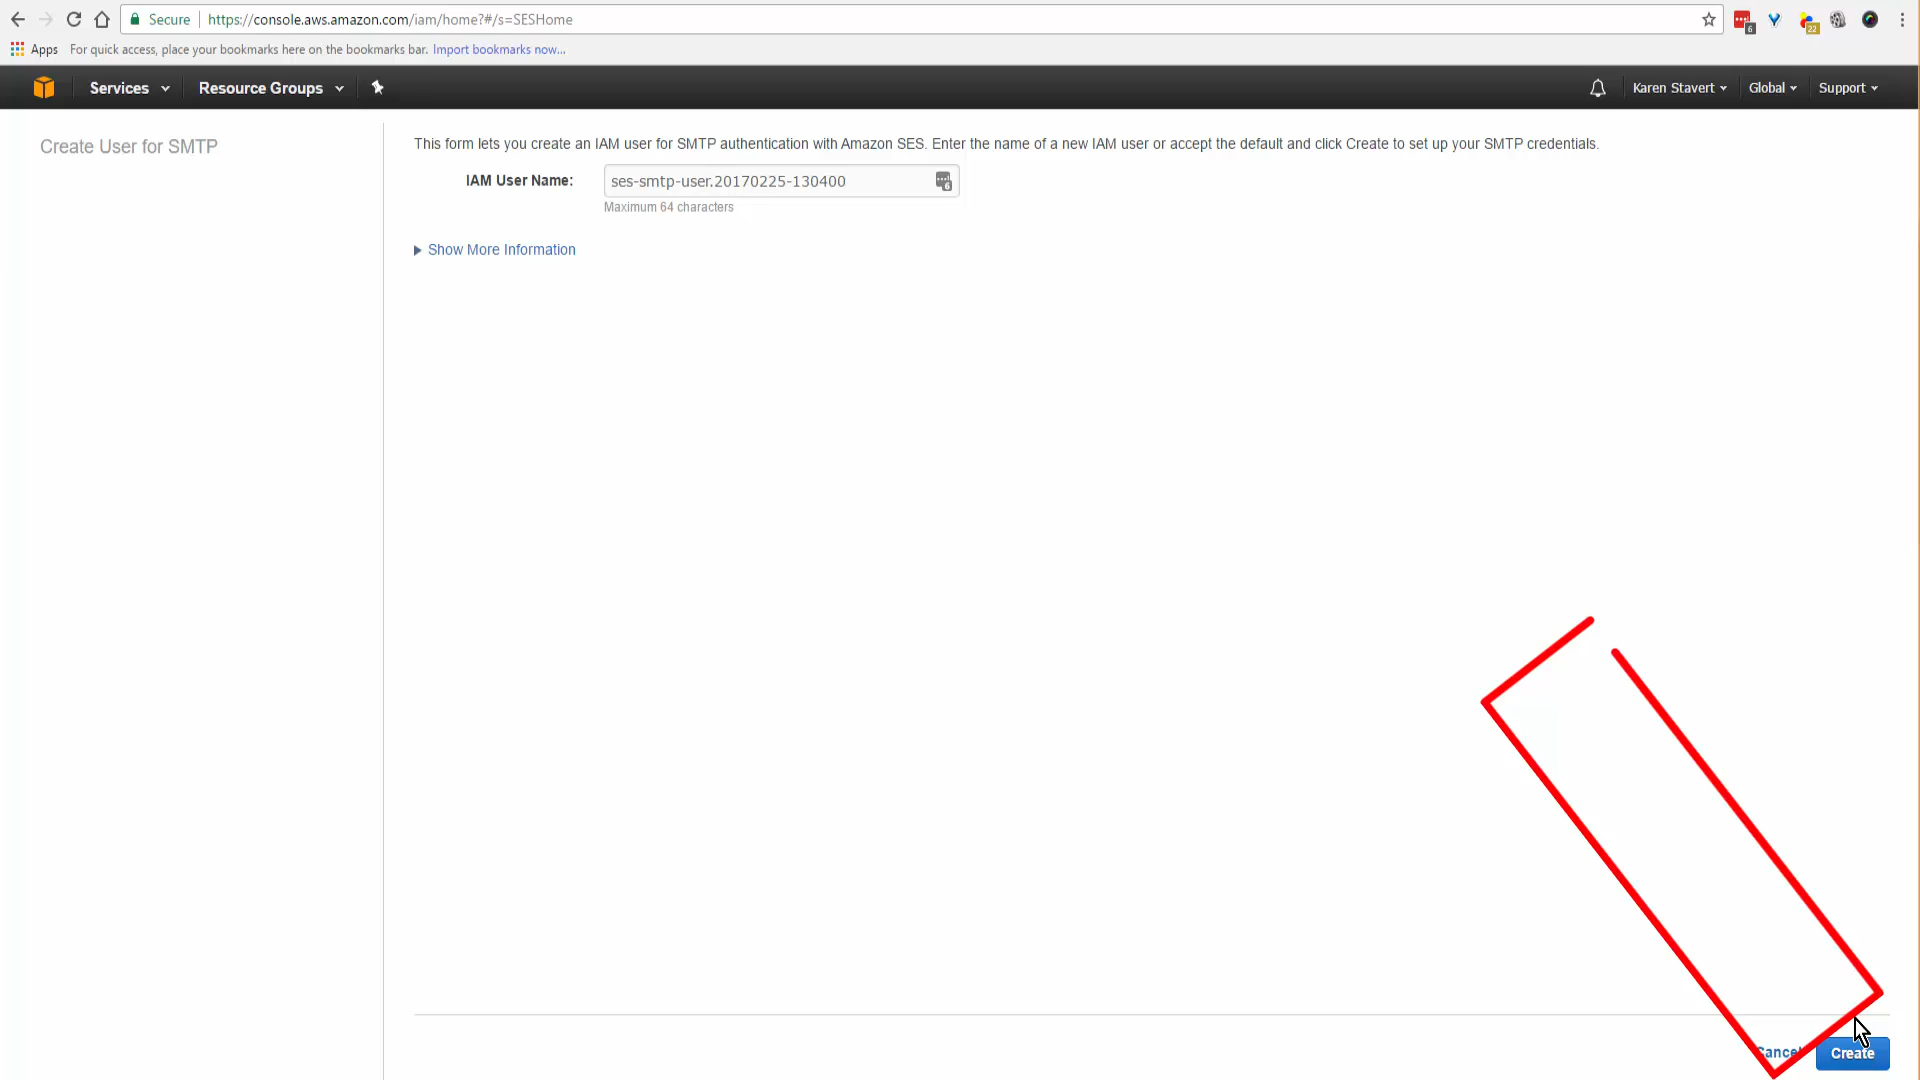 Secure https://console.aws.amazon.com/iam/home?#/s=SESHome
6
22
Apps For quick access, place your bookmarks here on the bookmarks bar. Import bookmarks now...
Services Resource Groups Karen Stavert Global Support
Create User for SMTP
This form lets you create an IAM user for SMTP authentication with Amazon SES. Enter the name of a new IAM user or accept the default and click Create to set up your SMTP credentials.
IAM User Name: ses-smtp-user.20170225-130400
6
Maximum 64 characters
Show More Information
Cancel Create